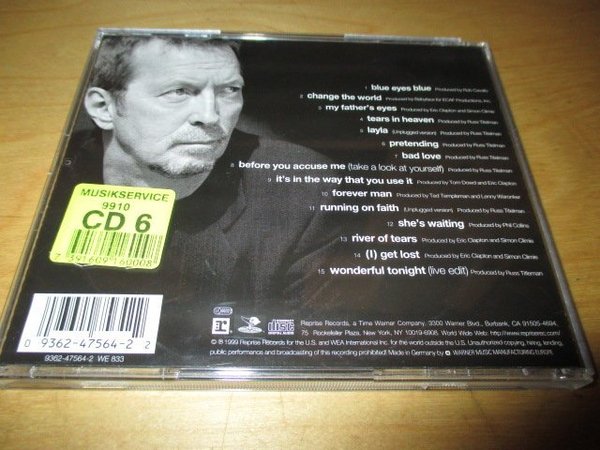 1 blue eyes blue Produced by Rob Cavallo
2 change the world Produced by Babyface for ECAF Productions, Inc.
3 my father's eyes Produced by Eric Clapton and Simon Climie
4 tears in heaven Produced by Russ Titelman
5 layla (Unplugged version) Produced by Russ Titelman
6 pretending Produced by Russ Titelman
7 bad love Produced by Russ Titelman
8 before you accuse me (take a look at yourself) Produced by Russ Titelman
9 it's in the way that you use it Produced by Tom Dowd and Eric Clapton
10 forever man Produced by Ted Templeman and Lenny Waronker
11 running on faith (Unplugged version) Produced by Russ Titelman
12 she's waiting Produced by Phil Collins
13 river of tears Produced by Eric Clapton and Simon Climie
14 (I) get lost Produced by Eric Clapton and Simon Climie
15 wonderful tonight (live edit) Produced by Russ Titleman
MUSIKSERVICE
9910
CD 6
7 391609 160008
0 9362-47564-2 2
9362-47564-2 WE 833
COMPACT disc DIGITAL AUDIO
Reprise Records, a Time Warner Company, 3300 Warner Blvd., Burbank, CA 91505-4694.
75 Rockefeller Plaza, New York, NY 10019-6908. World Wide Web: http://www.repriserec.com/
© ℗ 1999 Reprise Records for the U.S. and WEA International Inc. for the world outside the U.S. Unauthorized copying, hiring, lending,
public performance and broadcasting of this recording prohibited! Made in Germany by WARNER MUSIC MANUFACTURING EUROPE.